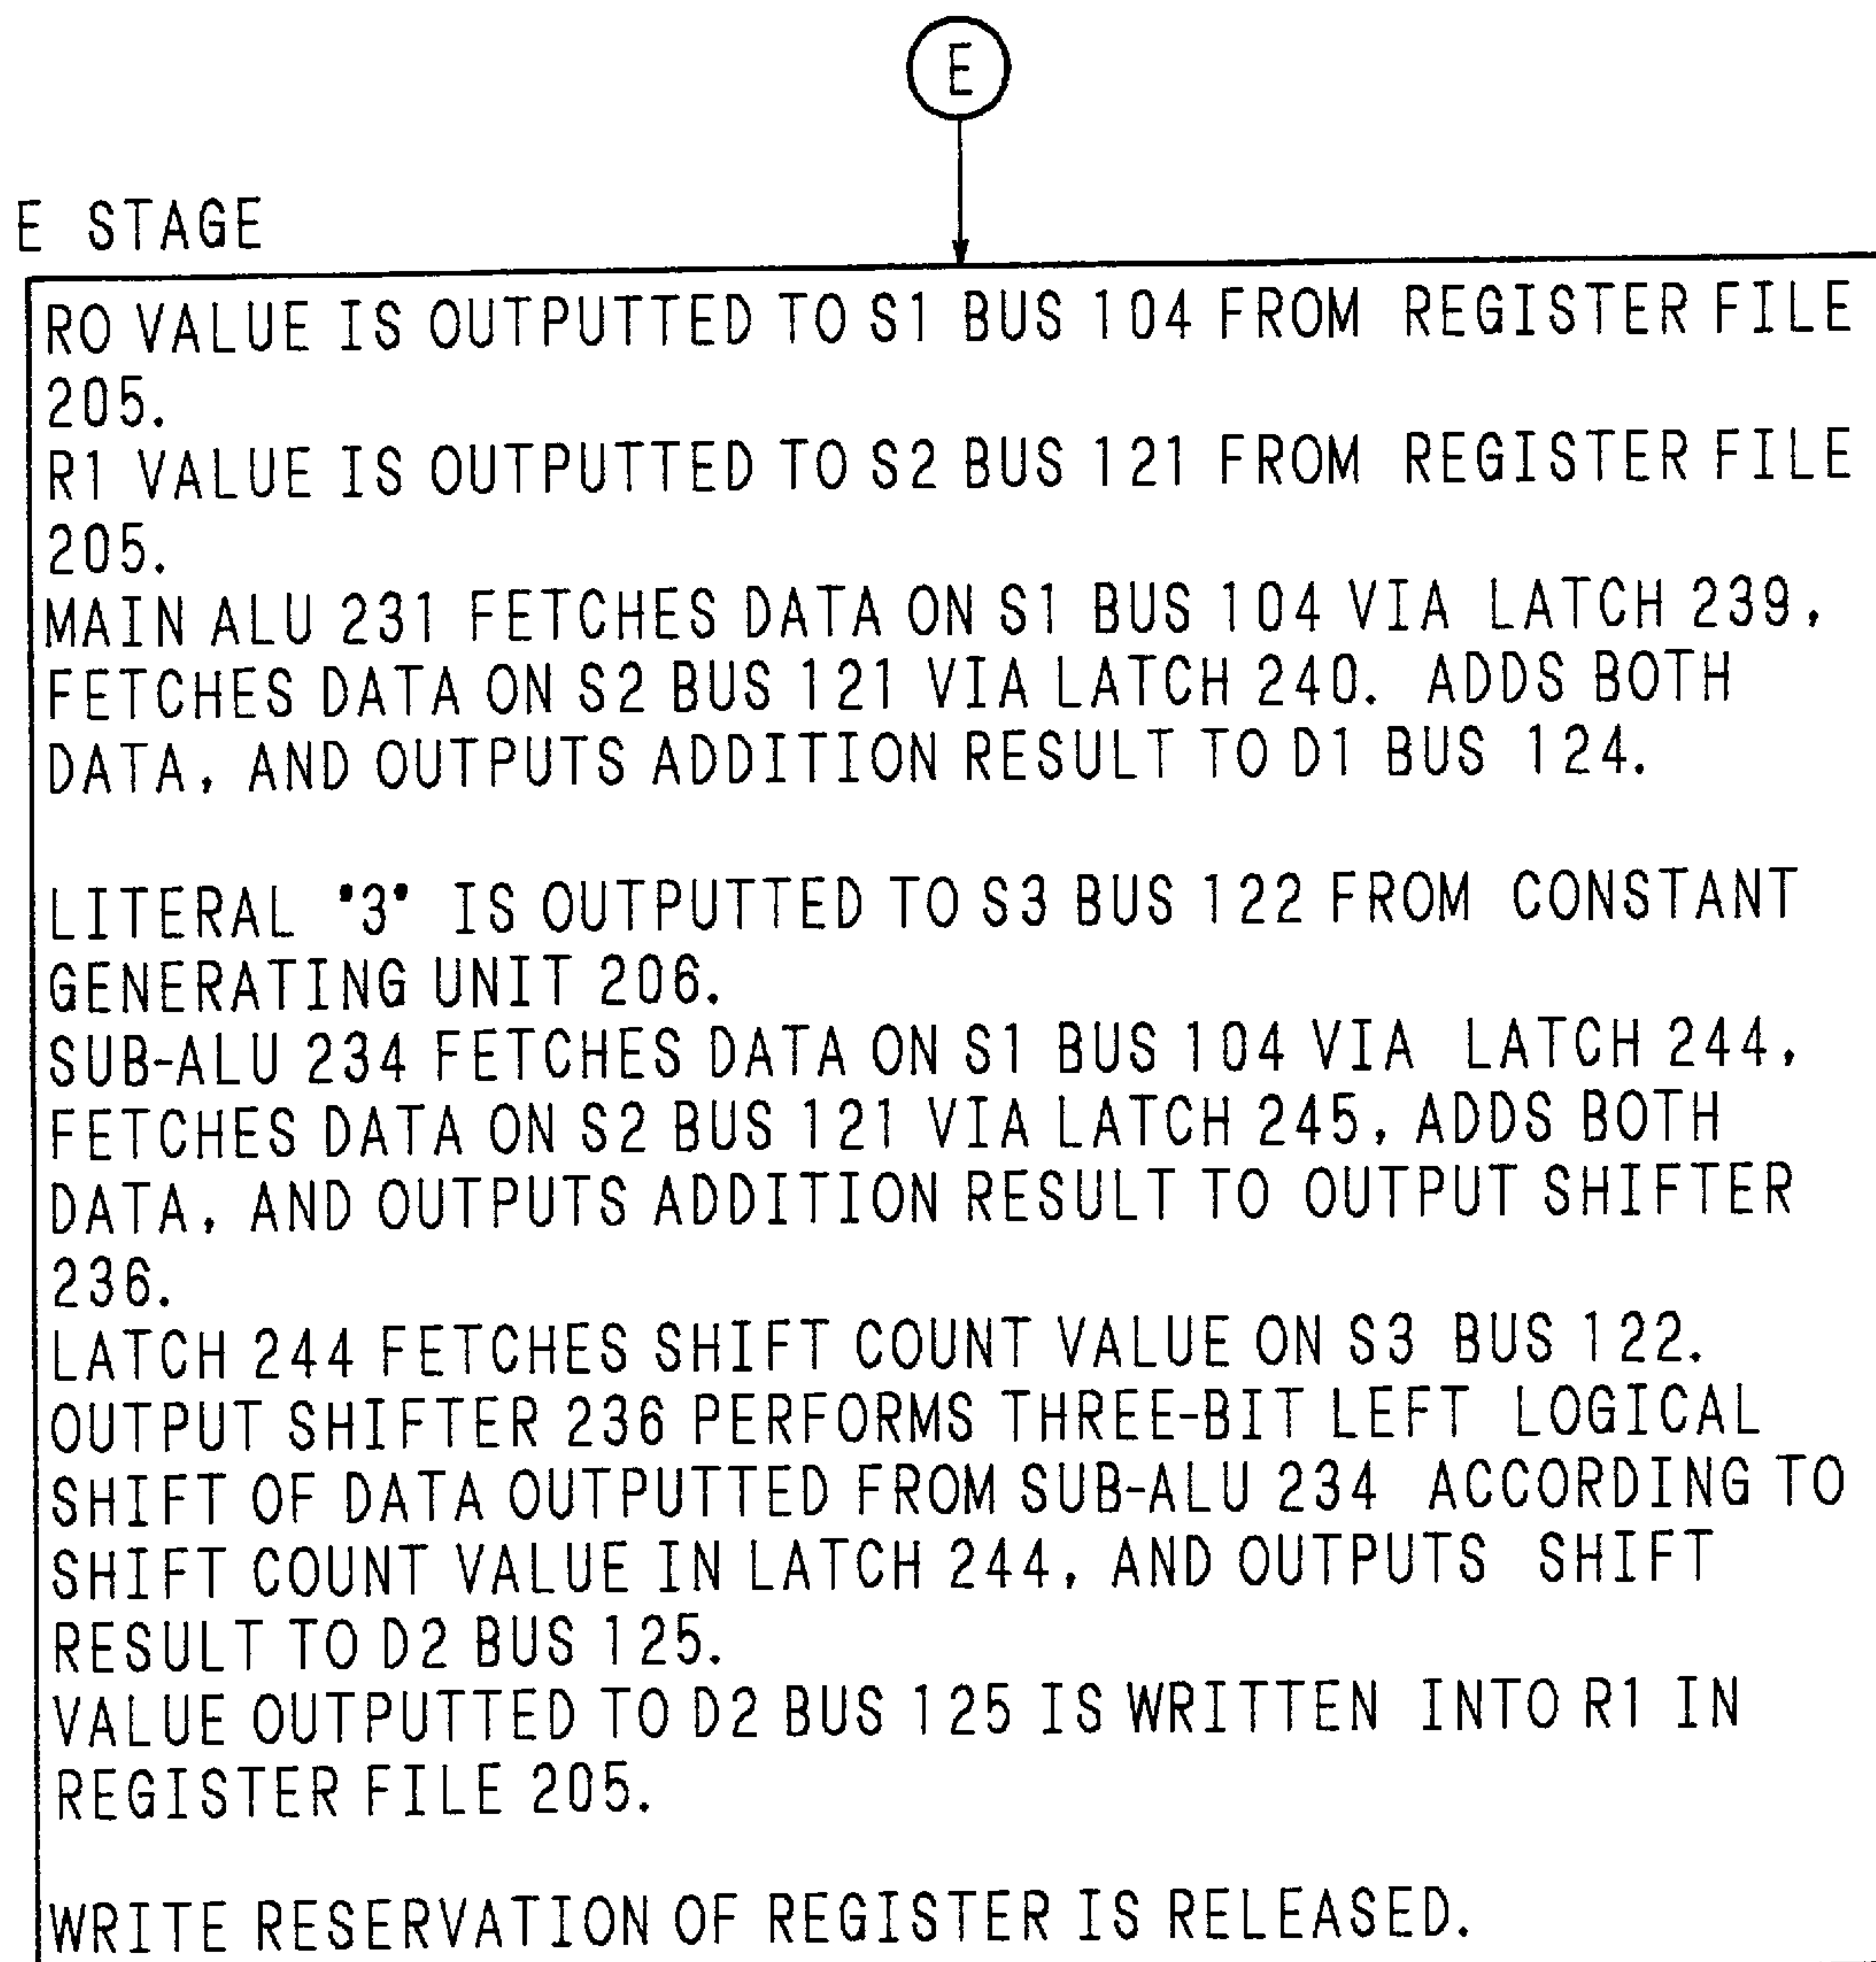 E
E STAGE
R0 VALUE IS OUTPUTTED TO S1 BUS 104 FROM REGISTER FILE
205.
R1 VALUE IS OUTPUTTED TO S2 BUS 121 FROM REGISTER FILE
205.
MAIN ALU 231 FETCHES DATA ON S1 BUS 104 VIA LATCH 239,
FETCHES DATA ON S2 BUS 121 VIA LATCH 240. ADDS BOTH
DATA, AND OUTPUTS ADDITION RESULT TO D1 BUS 124.
LITERAL "3" IS OUTPUTTED TO S3 BUS 122 FROM CONSTANT
GENERATING UNIT 206.
SUB-ALU 234 FETCHES DATA ON S1 BUS 104 VIA LATCH 244,
FETCHES DATA ON S2 BUS 121 VIA LATCH 245, ADDS BOTH
DATA, AND OUTPUTS ADDITION RESULT TO OUTPUT SHIFTER
236.
LATCH 244 FETCHES SHIFT COUNT VALUE ON S3 BUS 122.
OUTPUT SHIFTER 236 PERFORMS THREE-BIT LEFT LOGICAL
SHIFT OF DATA OUTPUTTED FROM SUB-ALU 234 ACCORDING TO
SHIFT COUNT VALUE IN LATCH 244, AND OUTPUTS SHIFT
RESULT TO D2 BUS 125.
VALUE OUTPUTTED TO D2 BUS 125 IS WRITTEN INTO R1 IN
REGISTER FILE 205.
WRITE RESERVATION OF REGISTER IS RELEASED.